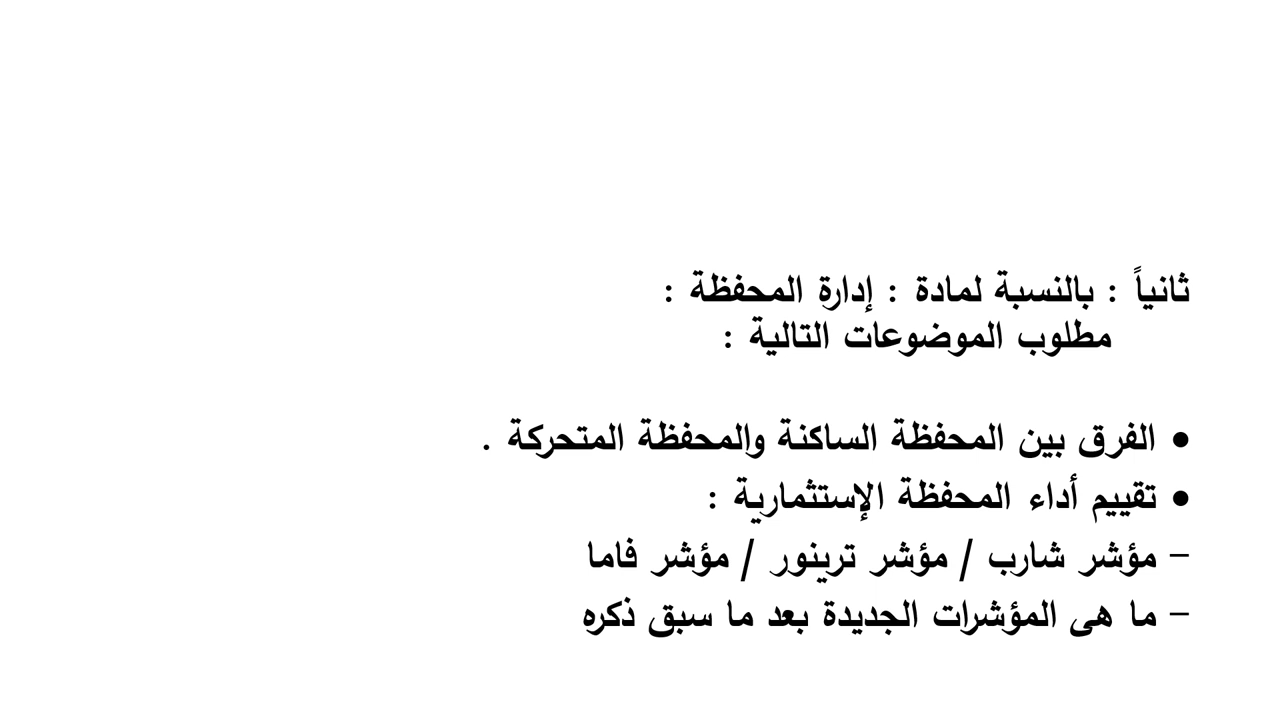 ثانياً : بالنسبة لمادة : إدارة المحفظة :
مطلوب الموضوعات التالية :
• الفرق بين المحفظة الساكنة والمحفظة المتحركة .
• تقييم أداء المحفظة الإستثمارية :
– مؤشر شارب / مؤشر ترينور / مؤشر فاما
– ما هى المؤشرات الجديدة بعد ما سبق ذكره